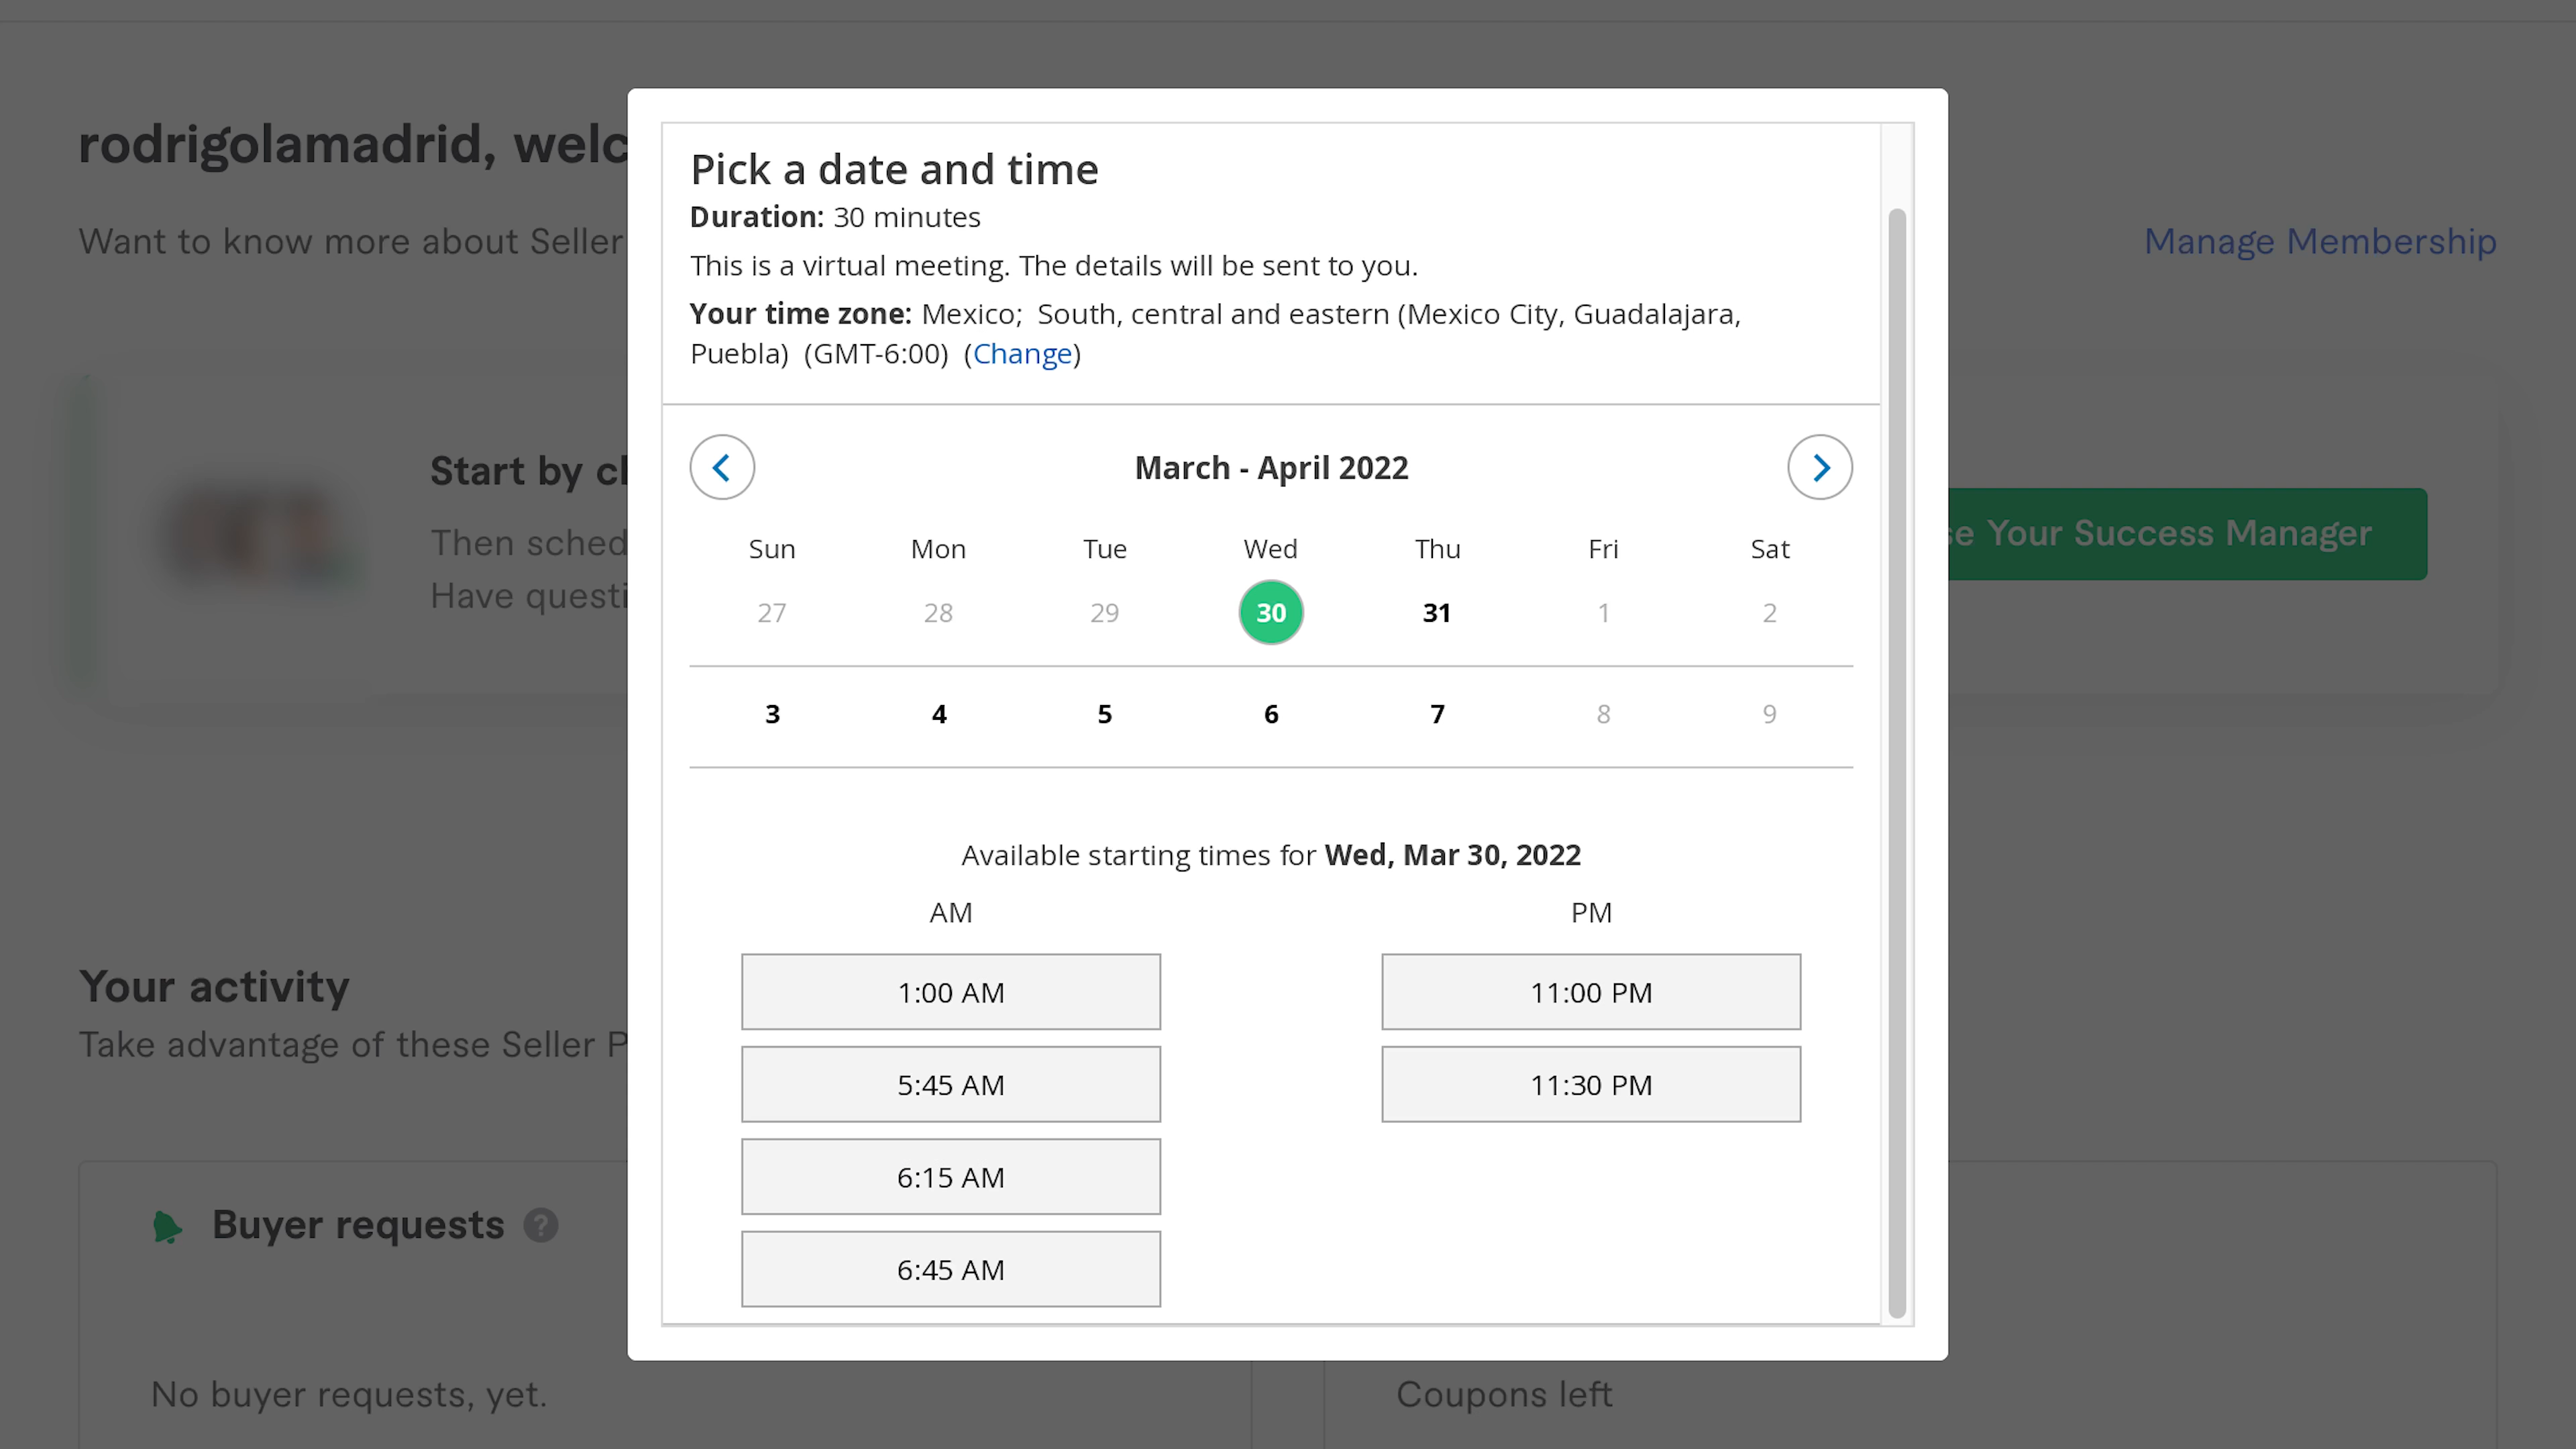 rodrigolamadrid, welc
Want to know more about Seller
Manage Membership
Start by cl
Then sched
Have questi
se Your Success Manager
Your activity
Take advantage of these Seller P
Buyer requests ?
No buyer requests, yet.
Coupons left
Pick a date and time
Duration: 30 minutes
This is a virtual meeting. The details will be sent to you.
Your time zone: Mexico; South, central and eastern (Mexico City, Guadalajara,
Puebla) (GMT-6:00) (Change)
March - April 2022
Sun Mon Tue Wed Thu Fri Sat
27 28 29 30 31 1 2
3 4 5 6 7 8 9
Available starting times for Wed, Mar 30, 2022
AM PM
1:00 AM 11:00 PM
5:45 AM 11:30 PM
6:15 AM
6:45 AM